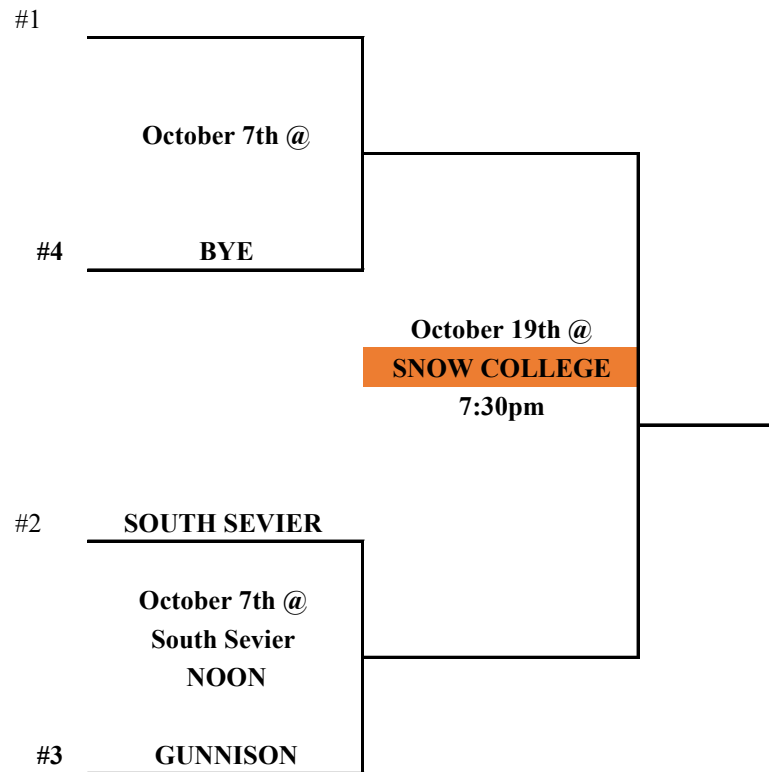 #1
October 7th @
#4 BYE
October 19th @
SNOW COLLEGE
7:30pm
#2 SOUTH SEVIER
October 7th @
South Sevier
NOON
#3 GUNNISON